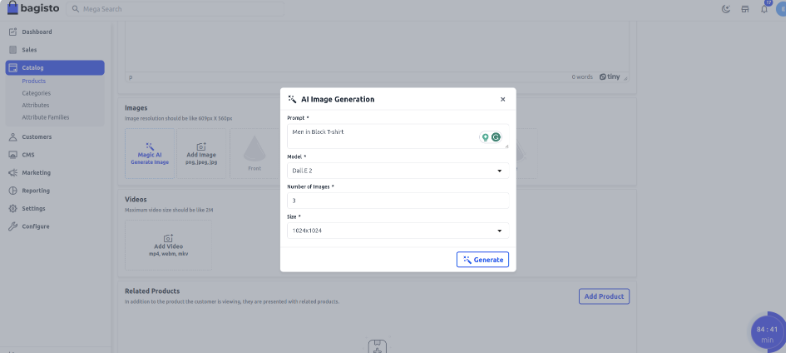 bagisto
Mega Search
Dashboard
Sales
Catalog
Products
Categories
Attributes
Attribute Families
Customers
CMS
Marketing
Reporting
Settings
Configure
p
0 words tiny
Images
Image resolution should be like 609px X 560px
Magic AI
Generate Image
Add Image
png, jpeg, jpg
Front
Videos
Maximum video size should be like 2M
Add Video
mp4, webm, mkv
Related Products
In addition to the product the customer is viewing, they are presented with related products.
Add Product
AI Image Generation
Prompt *
Men in Black T-shirt
Model *
Dall.E 2
Number of Images *
3
Size *
1024x1024
Generate
84 : 41
min